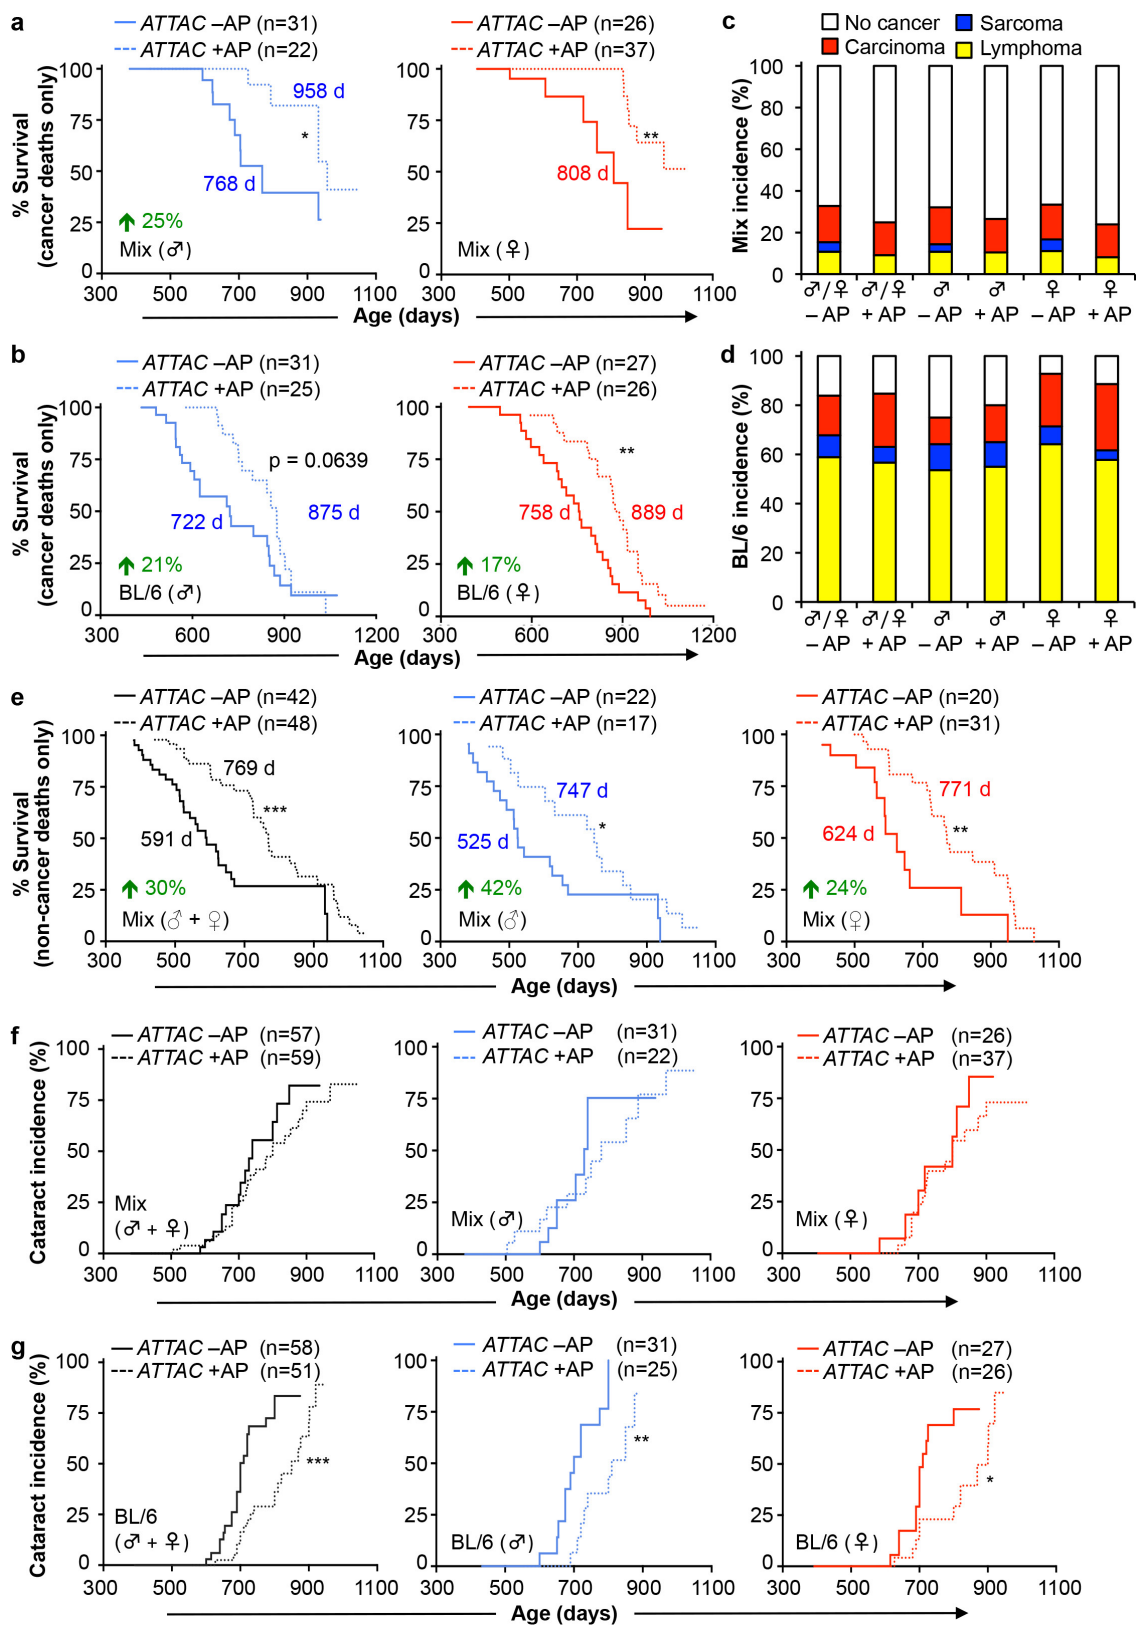 a
ATTAC –AP (n=31)
ATTAC +AP (n=22)
% Survival
(cancer deaths only)
100
75
50
25
0
958 d
*
768 d
25%
Mix (♂)
300 500 700 900 1100
ATTAC –AP (n=26)
ATTAC +AP (n=37)
100
75
50
25
0
**
808 d
Mix (♀)
300 500 700 900 1100
Age (days)
c
No cancer
Sarcoma
Carcinoma
Lymphoma
Mix incidence (%)
100
80
60
40
20
0
♂/♀ ♂/♀ ♂ ♂ ♀ ♀
– AP + AP – AP + AP – AP + AP
b
ATTAC –AP (n=31)
ATTAC +AP (n=25)
% Survival
(cancer deaths only)
100
75
50
25
0
p = 0.0639
722 d
875 d
21%
BL/6 (♂)
300 600 900 1200
ATTAC –AP (n=27)
ATTAC +AP (n=26)
100
75
50
25
0
**
758 d
889 d
17%
BL/6 (♀)
300 600 900 1200
Age (days)
d
BL/6 incidence (%)
100
80
60
40
20
0
♂/♀ ♂/♀ ♂ ♂ ♀ ♀
– AP + AP – AP + AP – AP + AP
e
ATTAC –AP (n=42)
ATTAC +AP (n=48)
% Survival
(non-cancer deaths only)
100
75
50
25
0
769 d
***
591 d
30%
Mix (♂ + ♀)
300 500 700 900 1100
ATTAC –AP (n=22)
ATTAC +AP (n=17)
100
75
50
25
0
747 d
*
525 d
42%
Mix (♂)
300 500 700 900 1100
ATTAC –AP (n=20)
ATTAC +AP (n=31)
100
75
50
25
0
771 d
**
624 d
24%
Mix (♀)
300 500 700 900 1100
Age (days)
f
ATTAC –AP (n=57)
ATTAC +AP (n=59)
Cataract incidence (%)
100
75
50
25
0
Mix
(♂ + ♀)
300 500 700 900 1100
ATTAC –AP (n=31)
ATTAC +AP (n=22)
100
75
50
25
0
Mix (♂)
300 500 700 900 1100
ATTAC –AP (n=26)
ATTAC +AP (n=37)
100
75
50
25
0
Mix (♀)
300 500 700 900 1100
Age (days)
g
ATTAC –AP (n=58)
ATTAC +AP (n=51)
Cataract incidence (%)
100
75
50
25
0
***
BL/6
(♂ + ♀)
300 500 700 900 1100
ATTAC –AP (n=31)
ATTAC +AP (n=25)
100
75
50
25
0
**
BL/6 (♂)
300 500 700 900 1100
ATTAC –AP (n=27)
ATTAC +AP (n=26)
100
75
50
25
0
*
BL/6 (♀)
300 500 700 900 1100
Age (days)